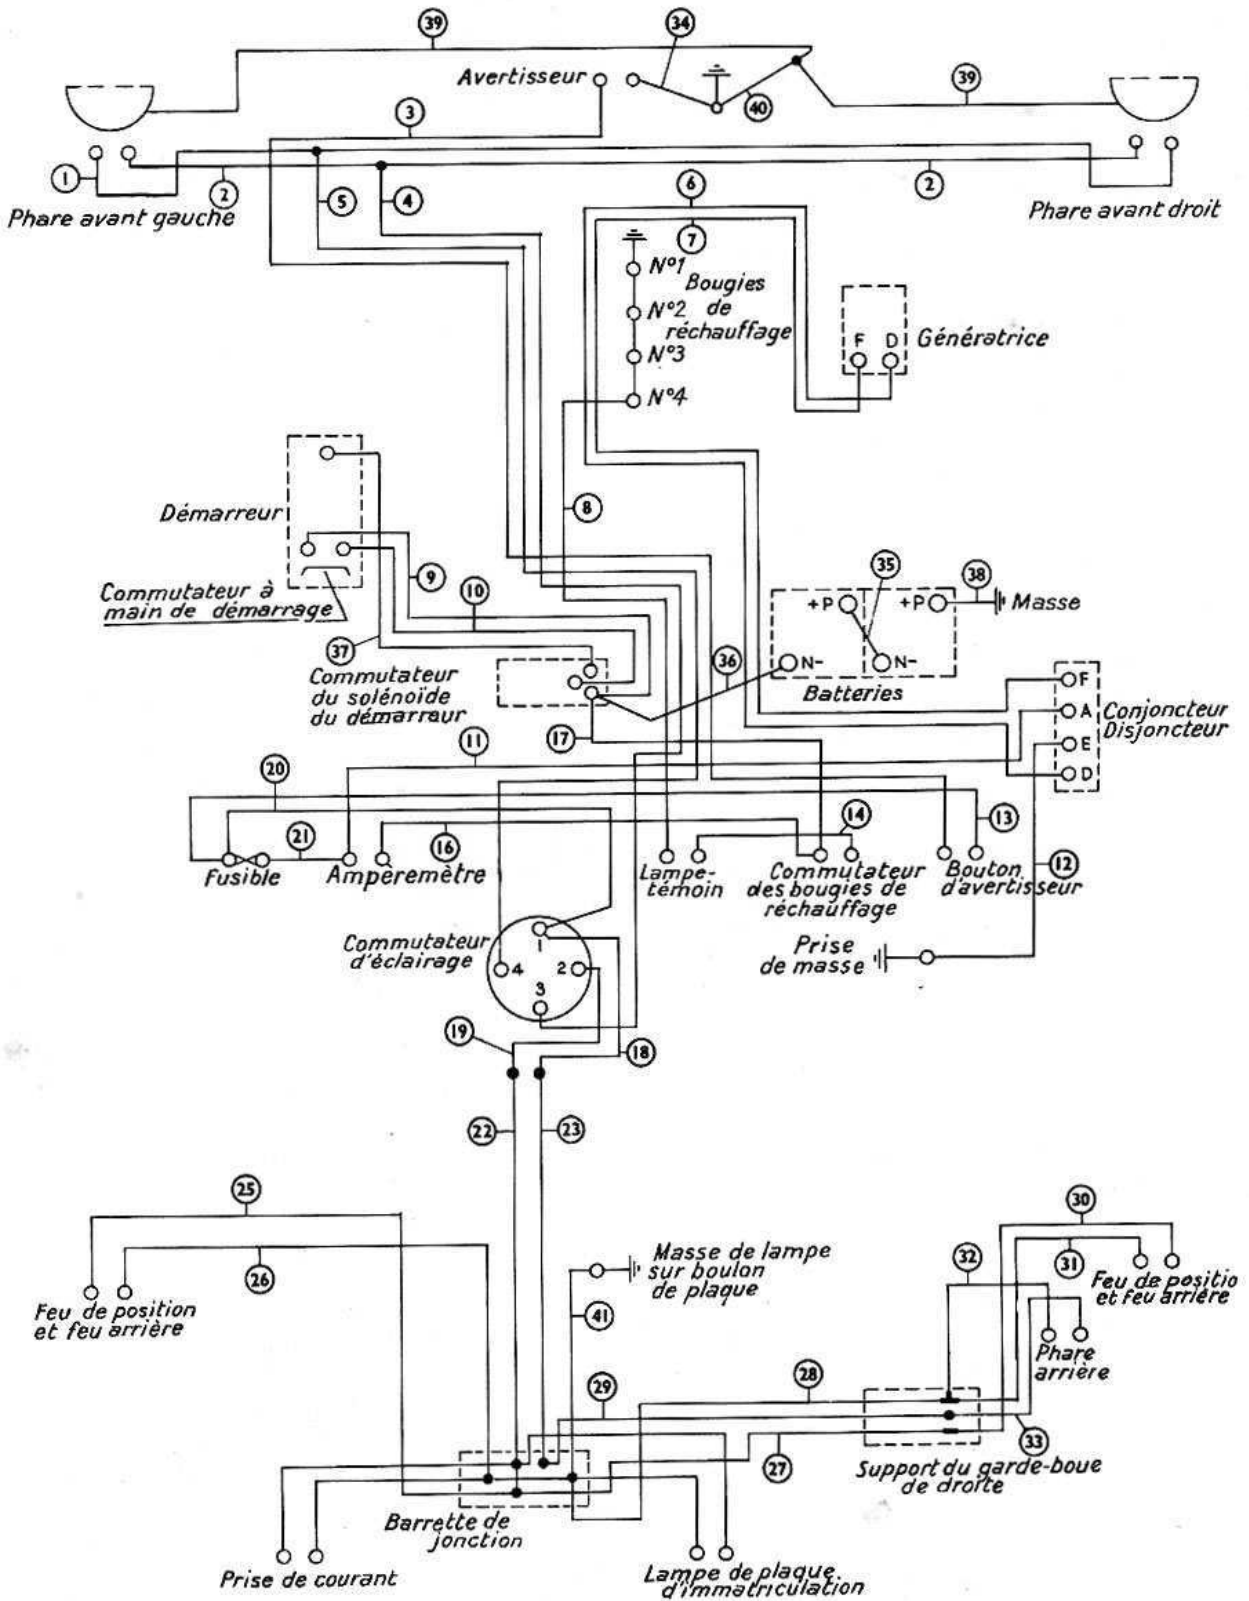 39
34
Avertisseur
40
39
3
1
2
5
4
6
2
Phare avant gauche
Phare avant droit
7
N°1
Bougies
N°2 de
réchauffage
N°3
N°4
F D
Génératrice
8
Démarreur
Commutateur à
main de démarrage
9
10
37
35
38
+P
+P
Masse
36
N-
N-
Batteries
Commutateur
du solénoïde
du démarreur
17
F
A
E
D
Conjoncteur
Disjoncteur
11
20
21
16
14
13
12
Fusible
Ampèremètre
Lampe-
témoin
Commutateur
des bougies de
réchauffage
Bouton
d'avertisseur
Commutateur
d'éclairage
1
4
2
3
Prise
de masse
19
18
22
23
25
26
Masse de lampe
sur boulon
de plaque
32
30
31
Feu de position
et feu arrière
41
Feu de positio
et feu arrière
Phare
arrière
29
28
27
33
Support du garde-boue
de droite
Barrette de
jonction
Prise de courant
Lampe de plaque
d'immatriculation